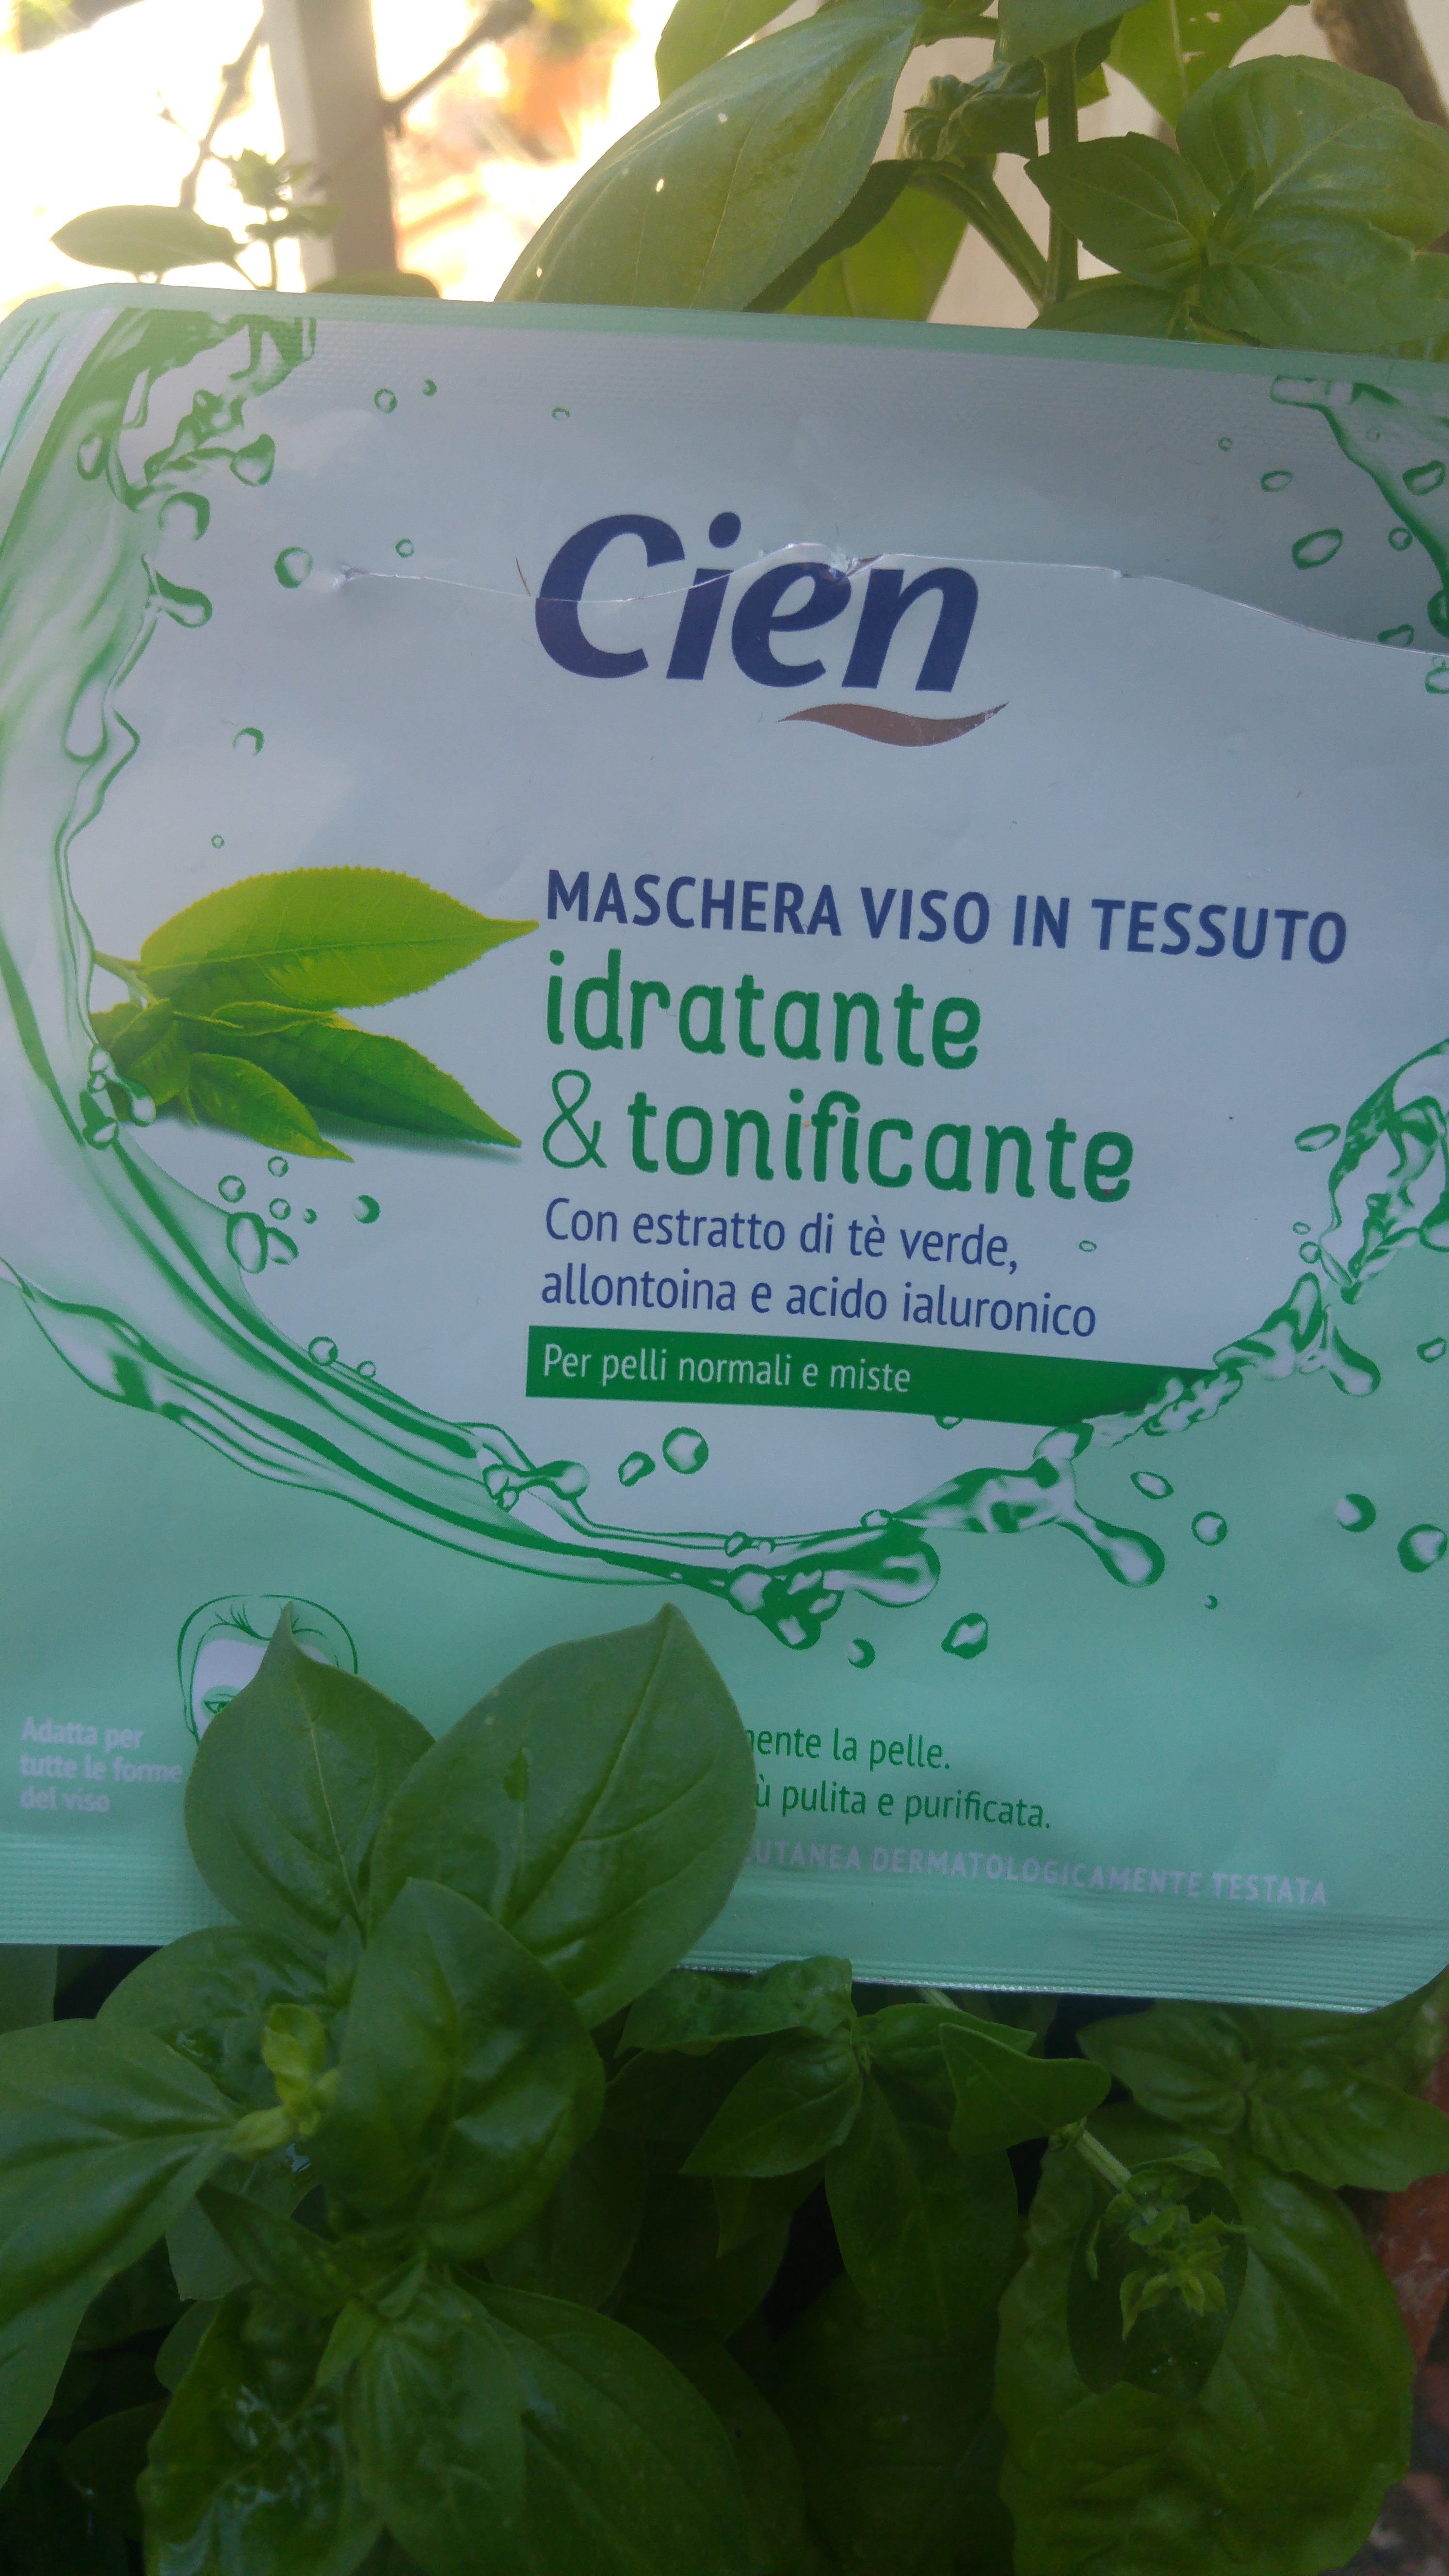 Cien
MASCHERA VISO IN TESSUTO
idratante
& tonificante
Con estratto di tè verde,
allontoina e acido ialuronico
Per pelli normali e miste
Adatta per
tutte le forme
del viso
la pelle.
pulita e purificata.
DERMATOLOGICAMENTE TESTATA